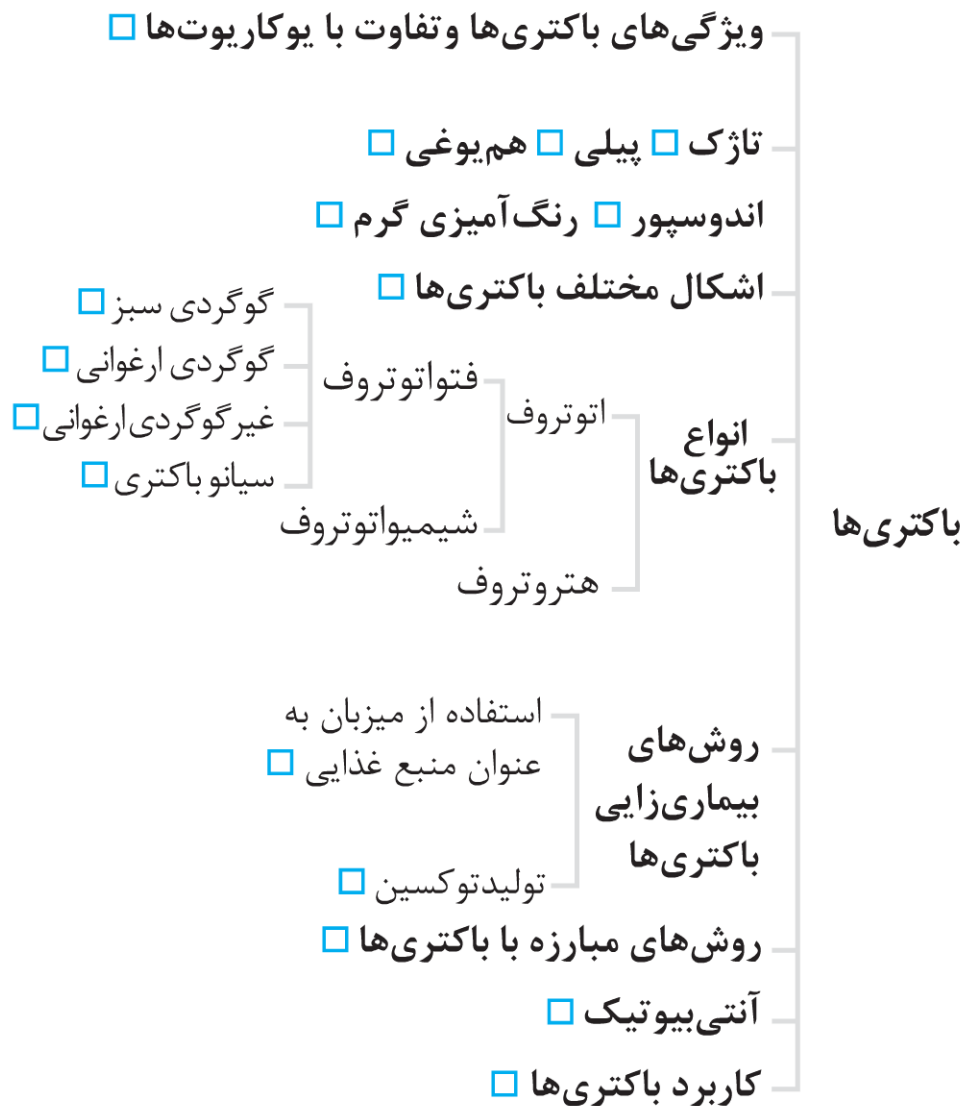 باکتری‌ها
ویژگی‌های باکتری‌ها وتفاوت با یوکاریوت‌ها
تاژک پیلی هم‌یوغی
اندوسپور رنگ‌آمیزی گرم
اشکال مختلف باکتری‌ها
انواع
باکتری‌ها
اتوتروف
فتواتوتروف
گوگردی سبز
گوگردی ارغوانی
غیرگوگردی ارغوانی
سیانو باکتری
شیمیواتوتروف
هتروتروف
روش‌های
بیماری‌زایی
باکتری‌ها
استفاده از میزبان به
عنوان منبع غذایی
تولیدتوکسین
روش‌های مبارزه با باکتری‌ها
آنتی‌بیوتیک
کاربرد باکتری‌ها